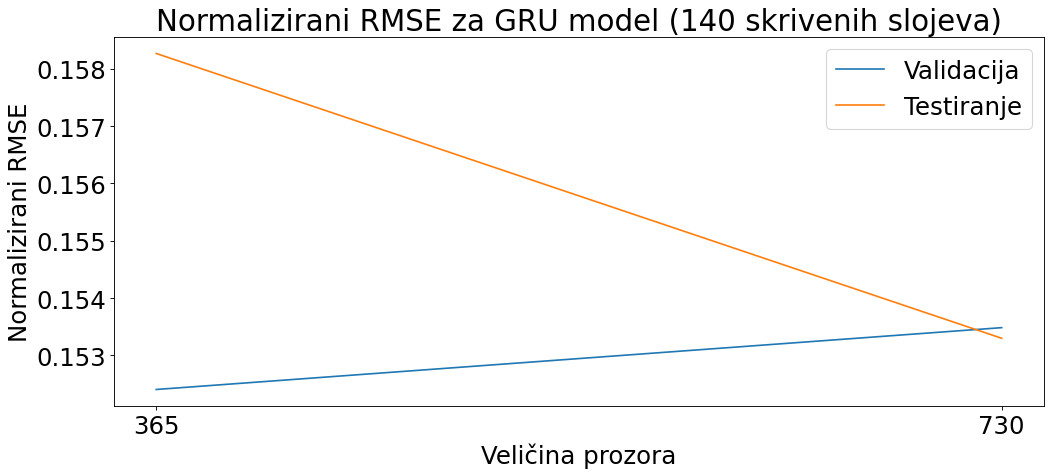 Normalizirani RMSE za GRU model (140 skrivenih slojeva)
Validacija
Testiranje
Normalizirani RMSE
0.158
0.157
0.156
0.155
0.154
0.153
365
730
Veličina prozora